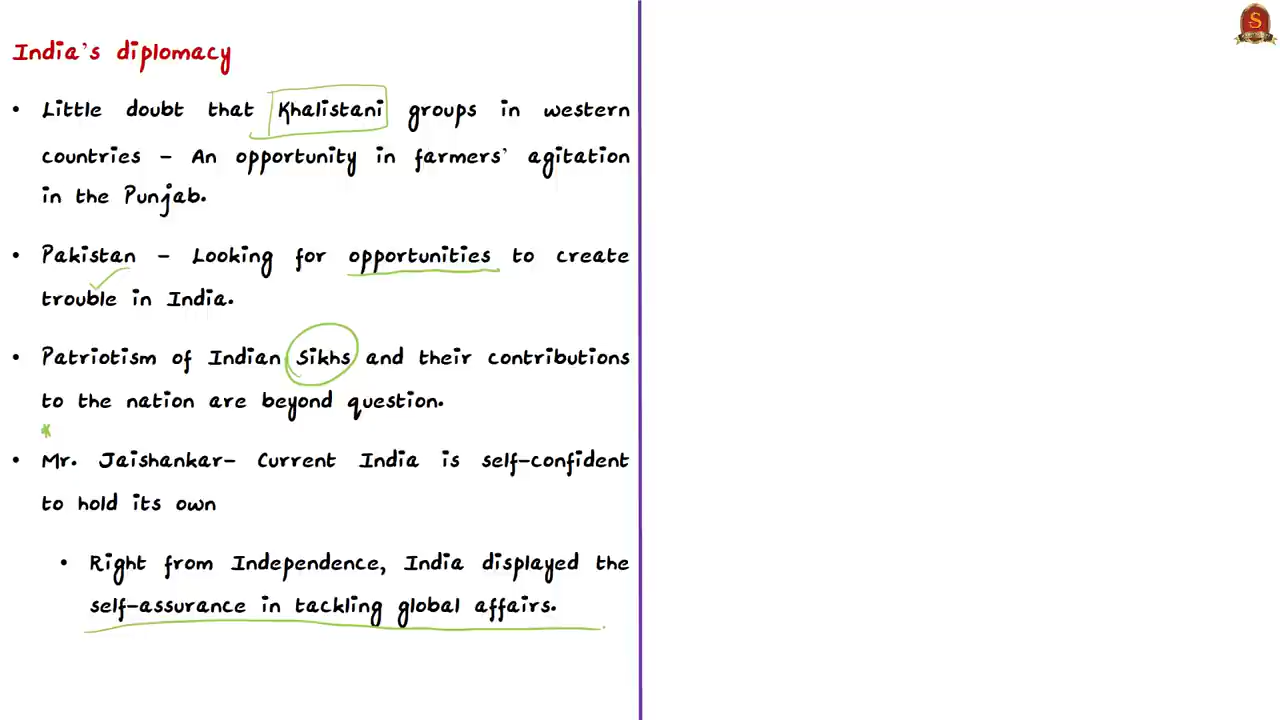 India's diplomacy
• Little doubt that Khalistani groups in western
countries – An opportunity in farmers' agitation
in the Punjab.
• Pakistan – Looking for opportunities to create
trouble in India.
• Patriotism of Indian Sikhs and their contributions
to the nation are beyond question.
*
• Mr. Jaishankar– Current India is self-confident
to hold its own
• Right from Independence, India displayed the
self-assurance in tackling global affairs.
S